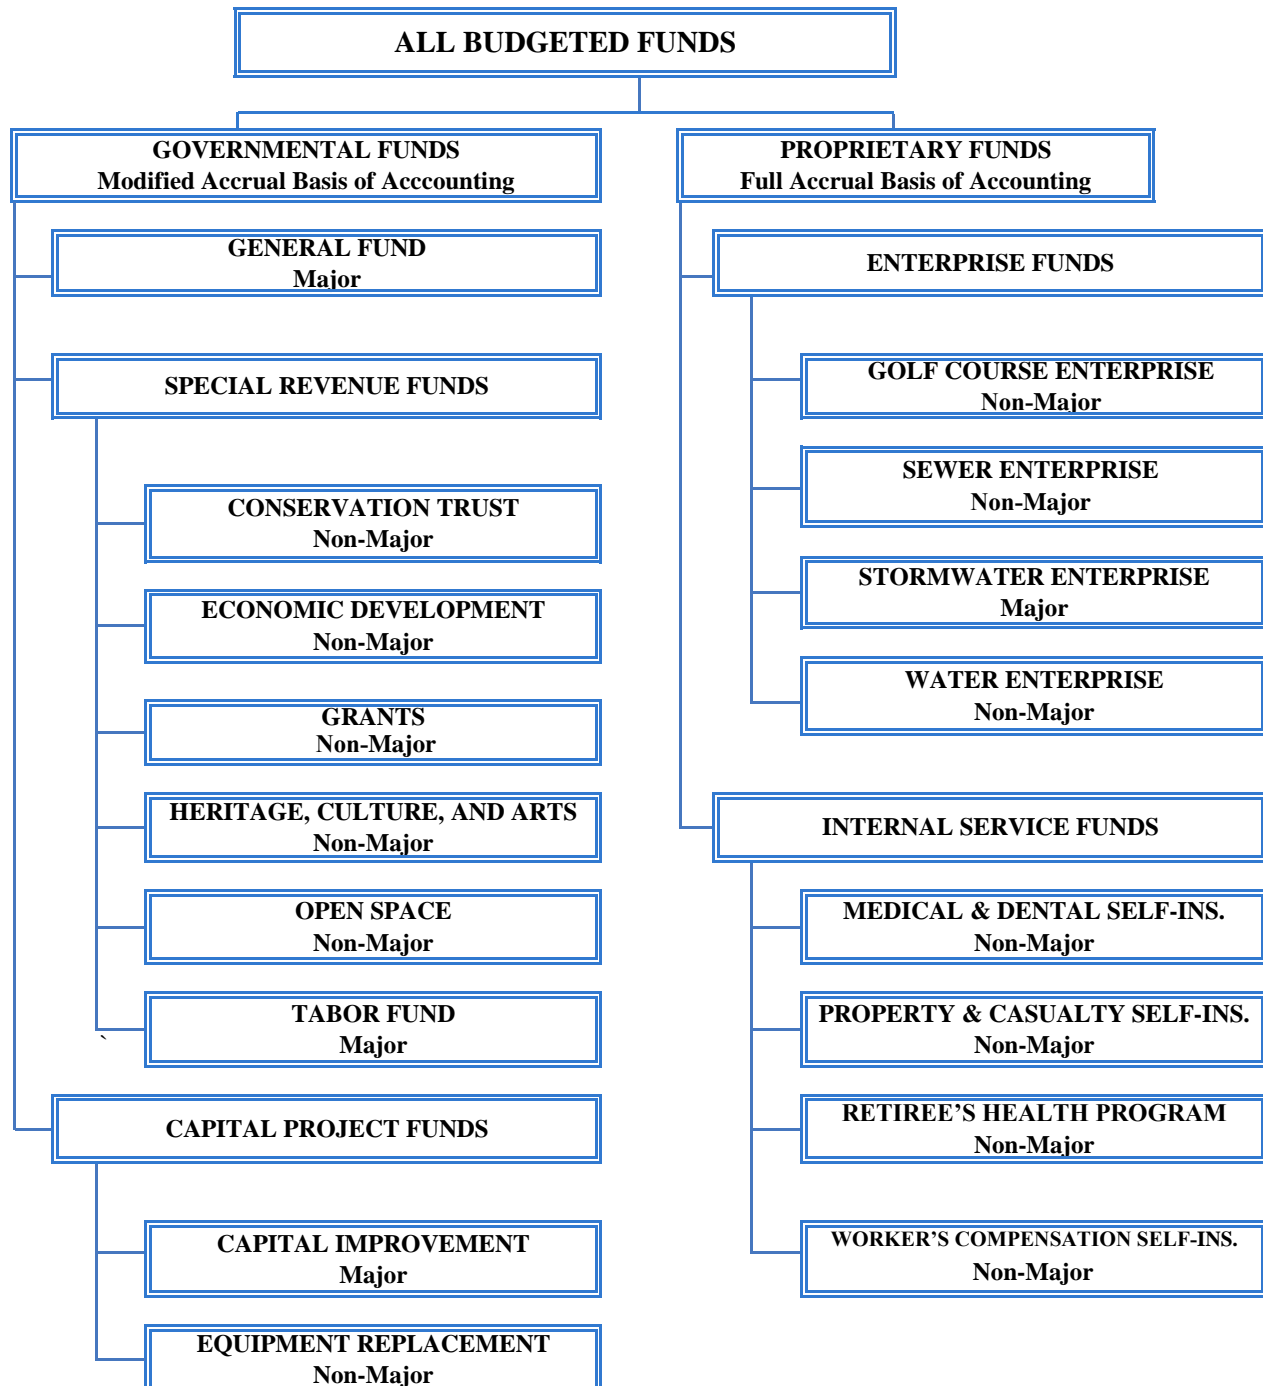 ALL BUDGETED FUNDS
GOVERNMENTAL FUNDS
Modified Accrual Basis of Acccounting
GENERAL FUND
Major
SPECIAL REVENUE FUNDS
CONSERVATION TRUST
Non-Major
ECONOMIC DEVELOPMENT
Non-Major
GRANTS
Non-Major
HERITAGE, CULTURE, AND ARTS
Non-Major
OPEN SPACE
Non-Major
TABOR FUND
Major
`
CAPITAL PROJECT FUNDS
CAPITAL IMPROVEMENT
Major
EQUIPMENT REPLACEMENT
Non-Major
PROPRIETARY FUNDS
Full Accrual Basis of Accounting
ENTERPRISE FUNDS
GOLF COURSE ENTERPRISE
Non-Major
SEWER ENTERPRISE
Non-Major
STORMWATER ENTERPRISE
Major
WATER ENTERPRISE
Non-Major
INTERNAL SERVICE FUNDS
MEDICAL & DENTAL SELF-INS.
Non-Major
PROPERTY & CASUALTY SELF-INS.
Non-Major
RETIREE’S HEALTH PROGRAM
Non-Major
WORKER’S COMPENSATION SELF-INS.
Non-Major